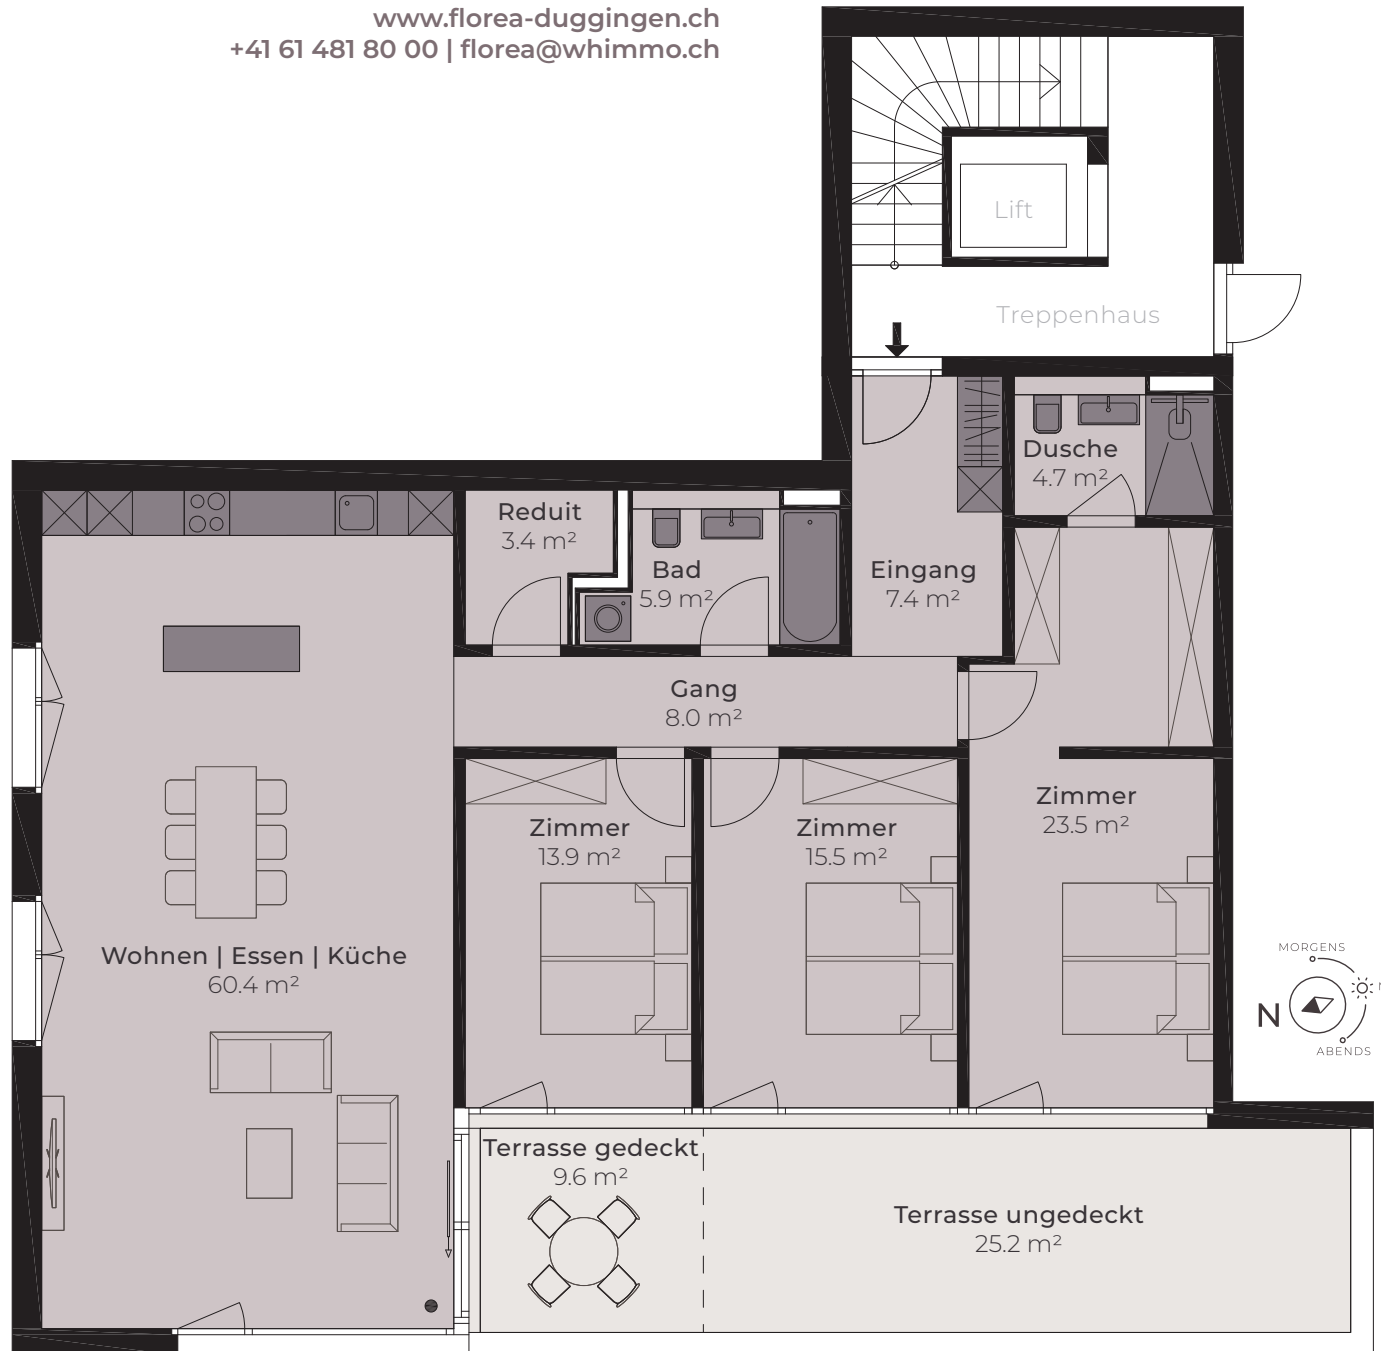 www.florea-duggingen.ch
+41 61 481 80 00 | florea@whimmo.ch
Lift
Treppenhaus
Dusche
4.7 m²
Reduit
3.4 m²
Bad
5.9 m²
Eingang
7.4 m²
Gang
8.0 m²
Zimmer
13.9 m²
Zimmer
15.5 m²
Zimmer
23.5 m²
Wohnen | Essen | Küche
60.4 m²
MORGENS
N
ABENDS
Terrasse gedeckt
9.6 m²
Terrasse ungedeckt
25.2 m²